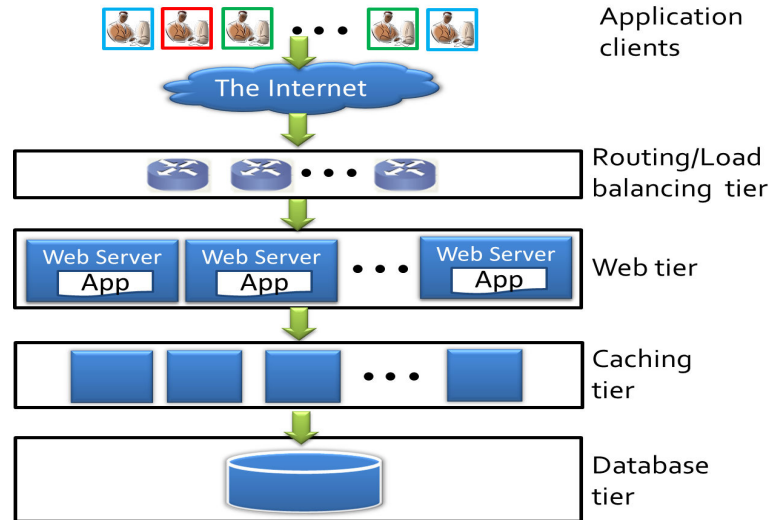 Application
clients
The Internet
Routing/Load
balancing tier
Web Server
App
Web Server
App
Web Server
App
Web tier
Caching
tier
Database
tier